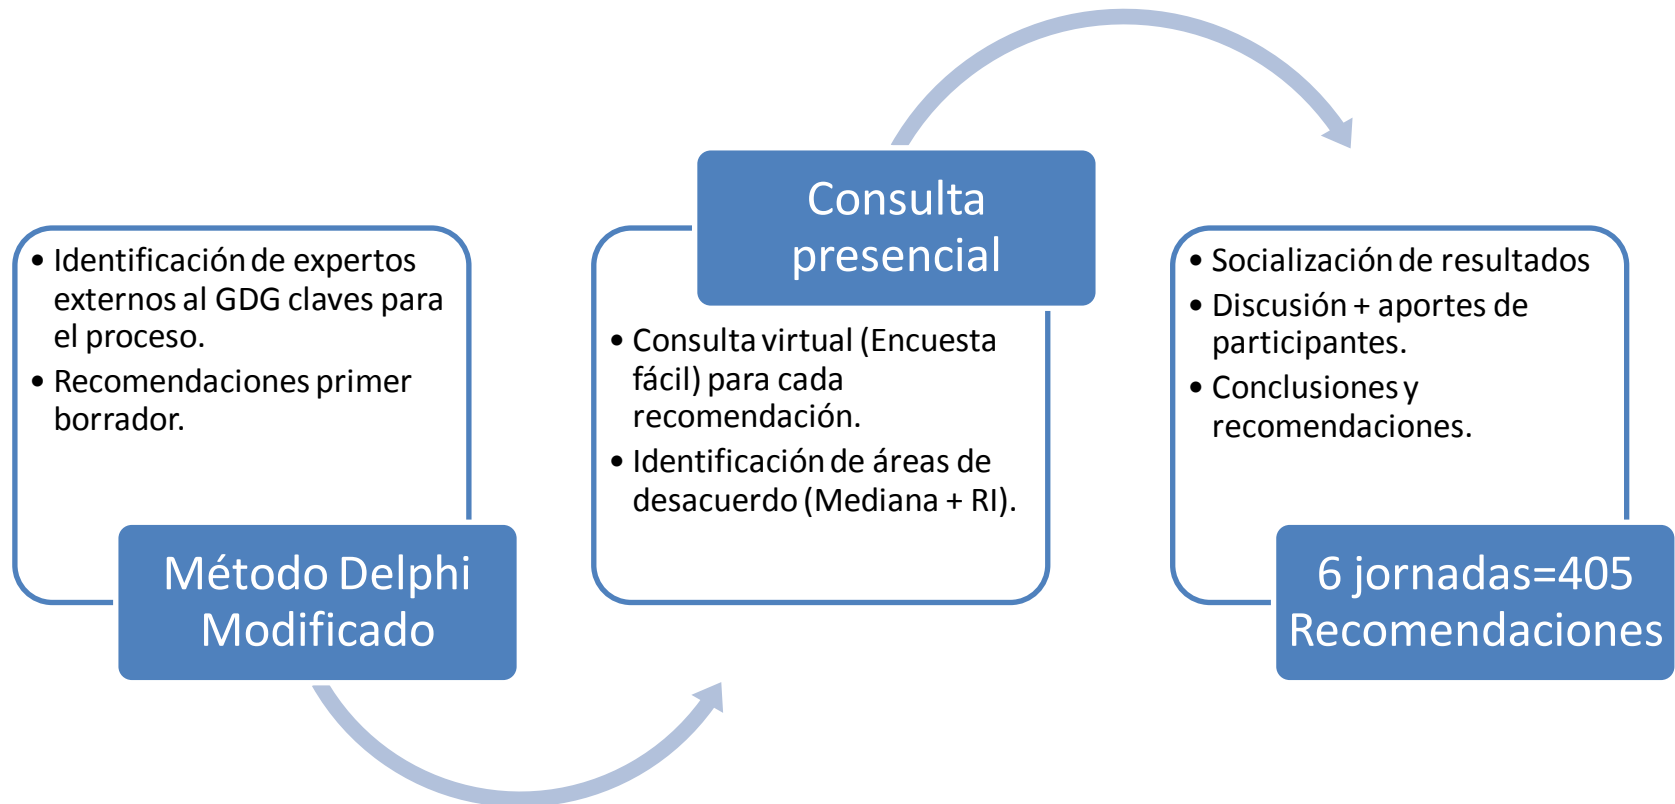 • Identificación de expertos
externos al GDG claves para
el proceso.
• Recomendaciones primer
borrador.
Método Delphi
Modificado
Consulta
presencial
• Consulta virtual (Encuesta
fácil) para cada
recomendación.
• Identificación de áreas de
desacuerdo (Mediana + RI).
• Socialización de resultados
• Discusión + aportes de
participantes.
• Conclusiones y
recomendaciones.
6 jornadas=405
Recomendaciones